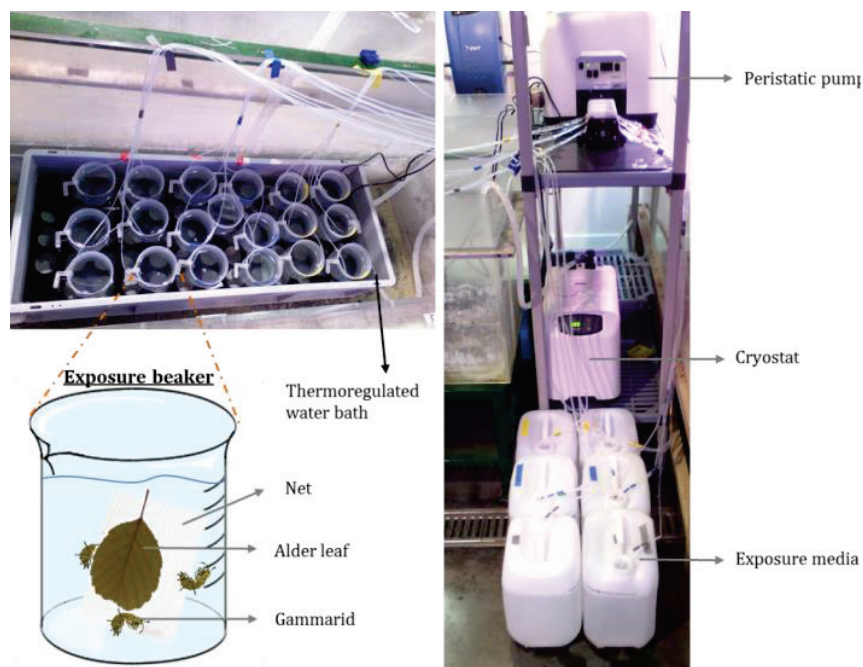 Peristatic pump
Cryostat
Exposure beaker
Thermoregulated
water bath
Net
Alder leaf
Gammarid
Exposure media